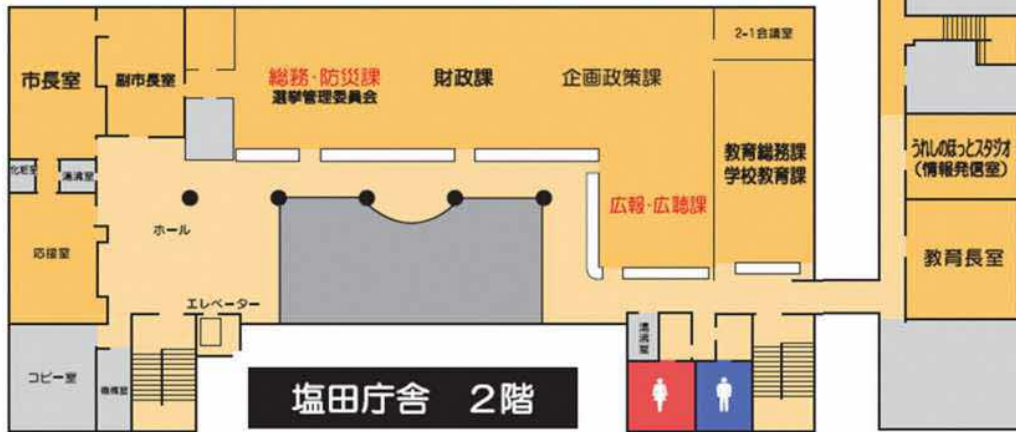 2-1会議室
市長室
副市長室
総務・防災課
選挙管理委員会
財政課
企画政策課
教育総務課
学校教育課
うれしのほっとスタジオ
(情報発信室)
化粧室
湯沸室
広報・広聴課
ホール
応接室
教育長室
エレベーター
湯沸室
コピー室
塩田庁舎 2階